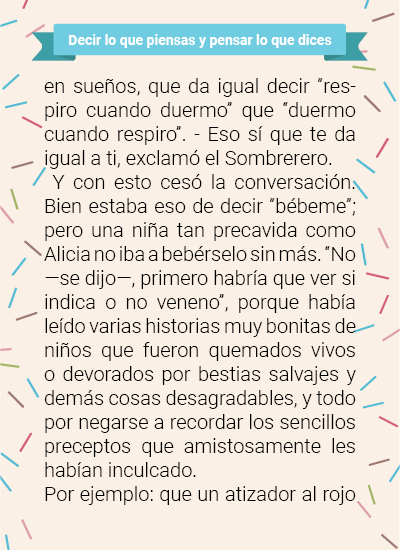 Decir lo que piensas y pensar lo que dices
en sueños, que da igual decir “res-
piro cuando duermo” que “duermo
cuando respiro”. - Eso sí que te da
igual a ti, exclamó el Sombrerero.
Y con esto cesó la conversación.
Bien estaba eso de decir “bébeme”;
pero una niña tan precavida como
Alicia no iba a bebérselo sin más. “No
—se dijo—, primero habría que ver si
indica o no veneno”, porque había
leído varias historias muy bonitas de
niños que fueron quemados vivos
o devorados por bestias salvajes y
demás cosas desagradables, y todo
por negarse a recordar los sencillos
preceptos que amistosamente les
habían inculcado.
Por ejemplo: que un atizador al rojo